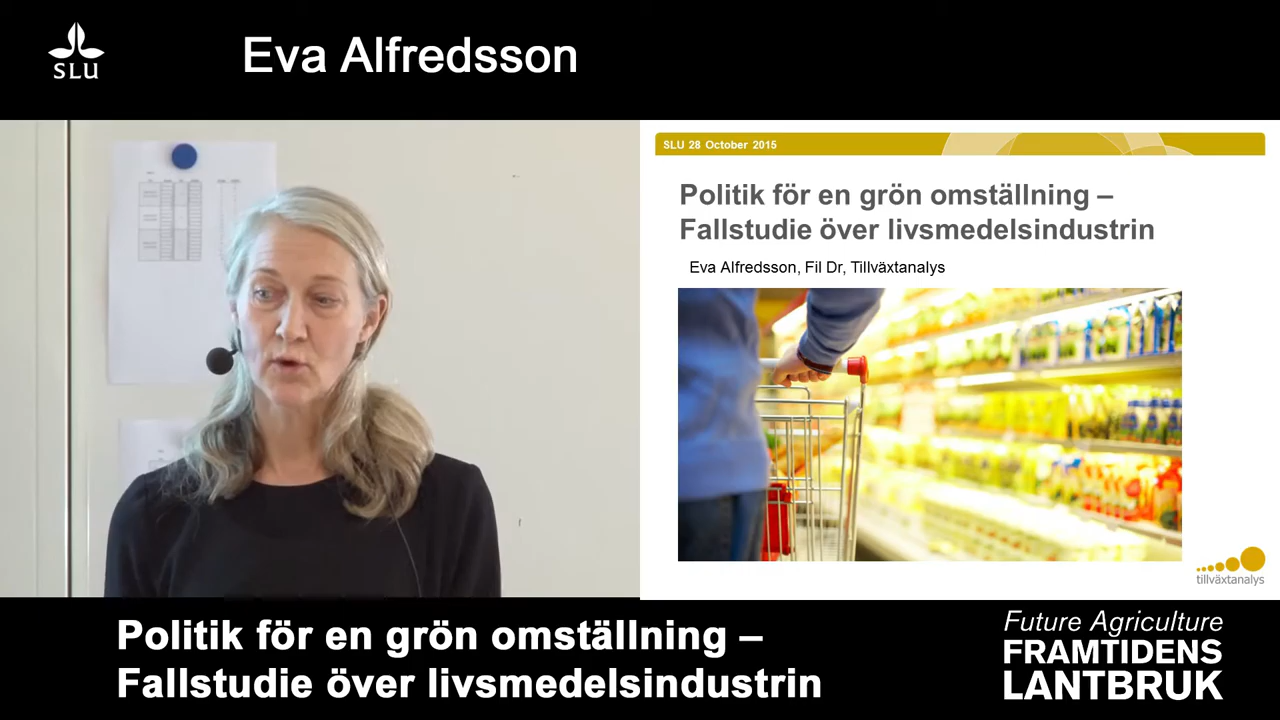 SLU
Eva Alfredsson
SLU 28 October 2015
Politik för en grön omställning –
Fallstudie över livsmedelsindustrin
Eva Alfredsson, Fil Dr, Tillväxtanalys
tillväxtanalys
Politik för en grön omställning –
Fallstudie över livsmedelsindustrin
Future Agriculture
FRAMTIDENS
LANTBRUK